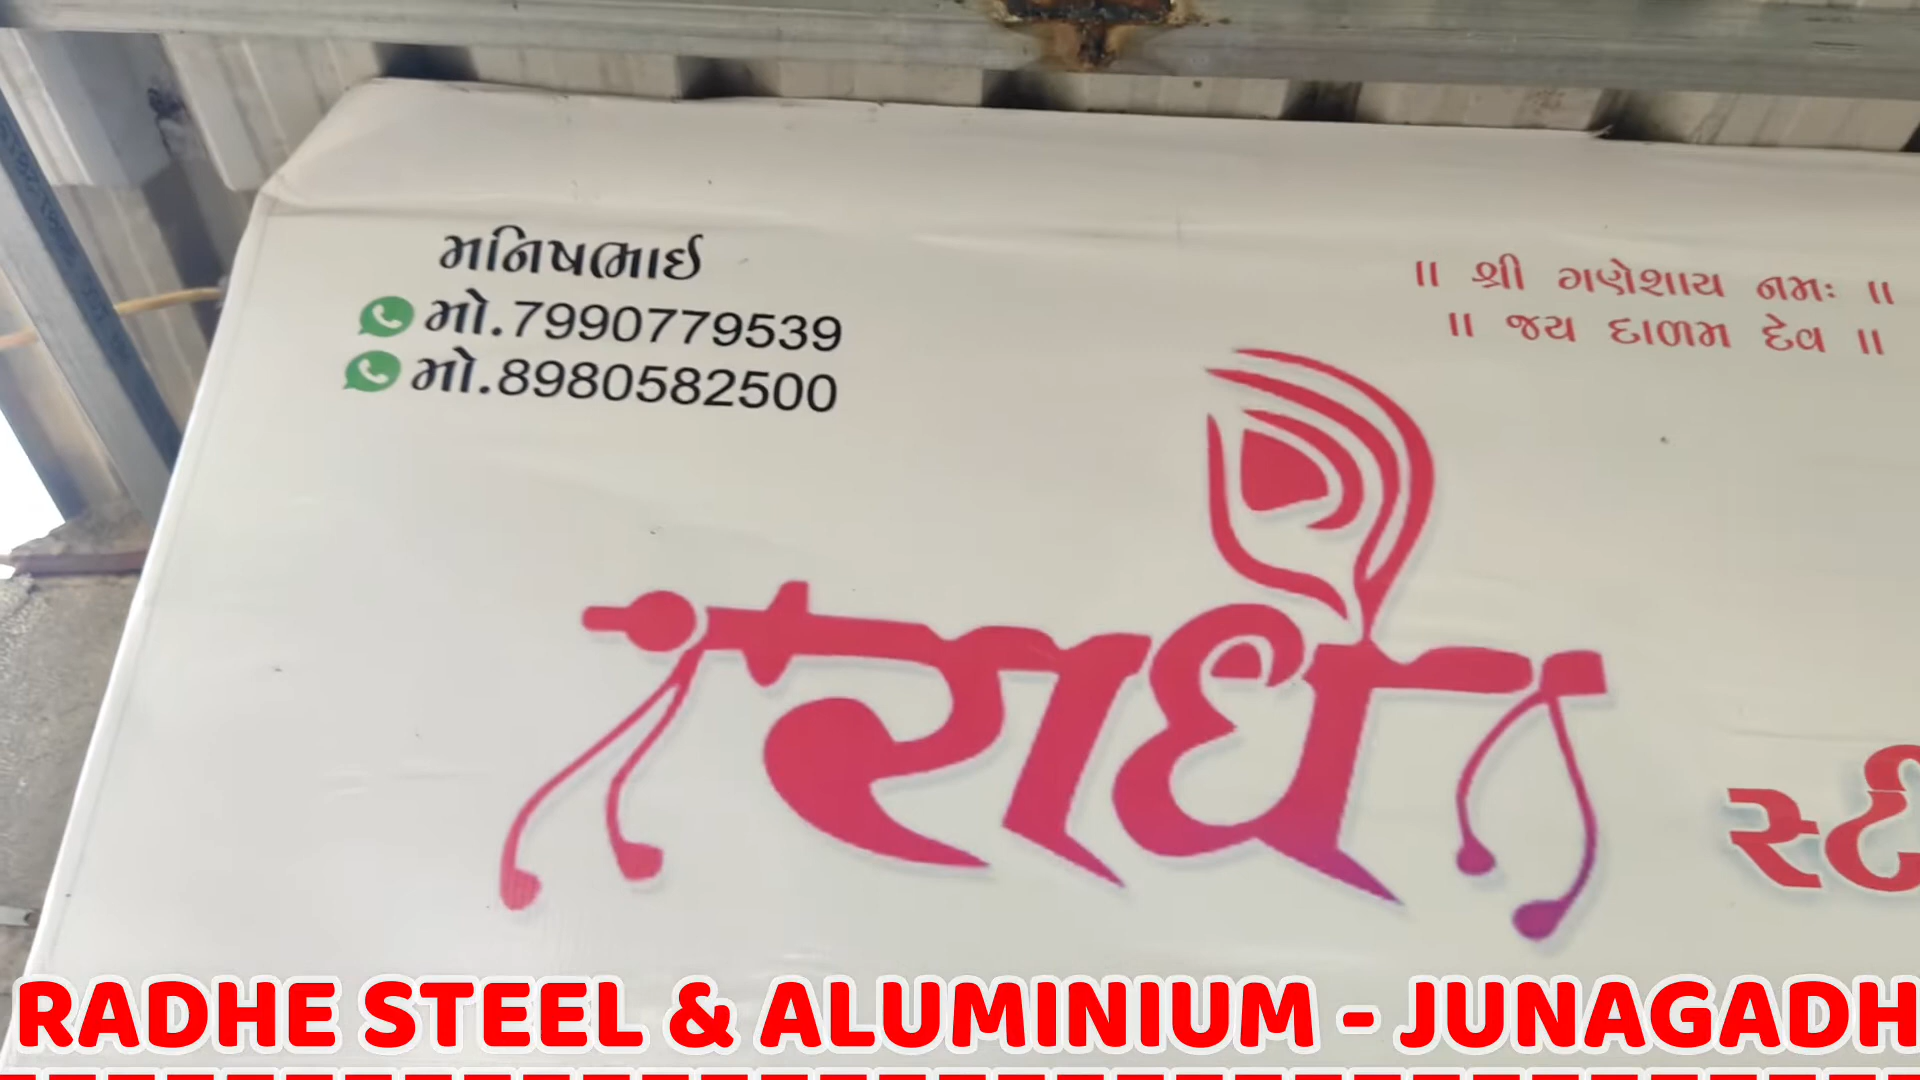 મનિષભાઈ
મો.7990779539
મો.8980582500
॥ શ્રી ગણેશાય નમઃ ॥
॥ જય દાળમ દેવ ॥
રાધે
RADHE STEEL & ALUMINIUM - JUNAGADH